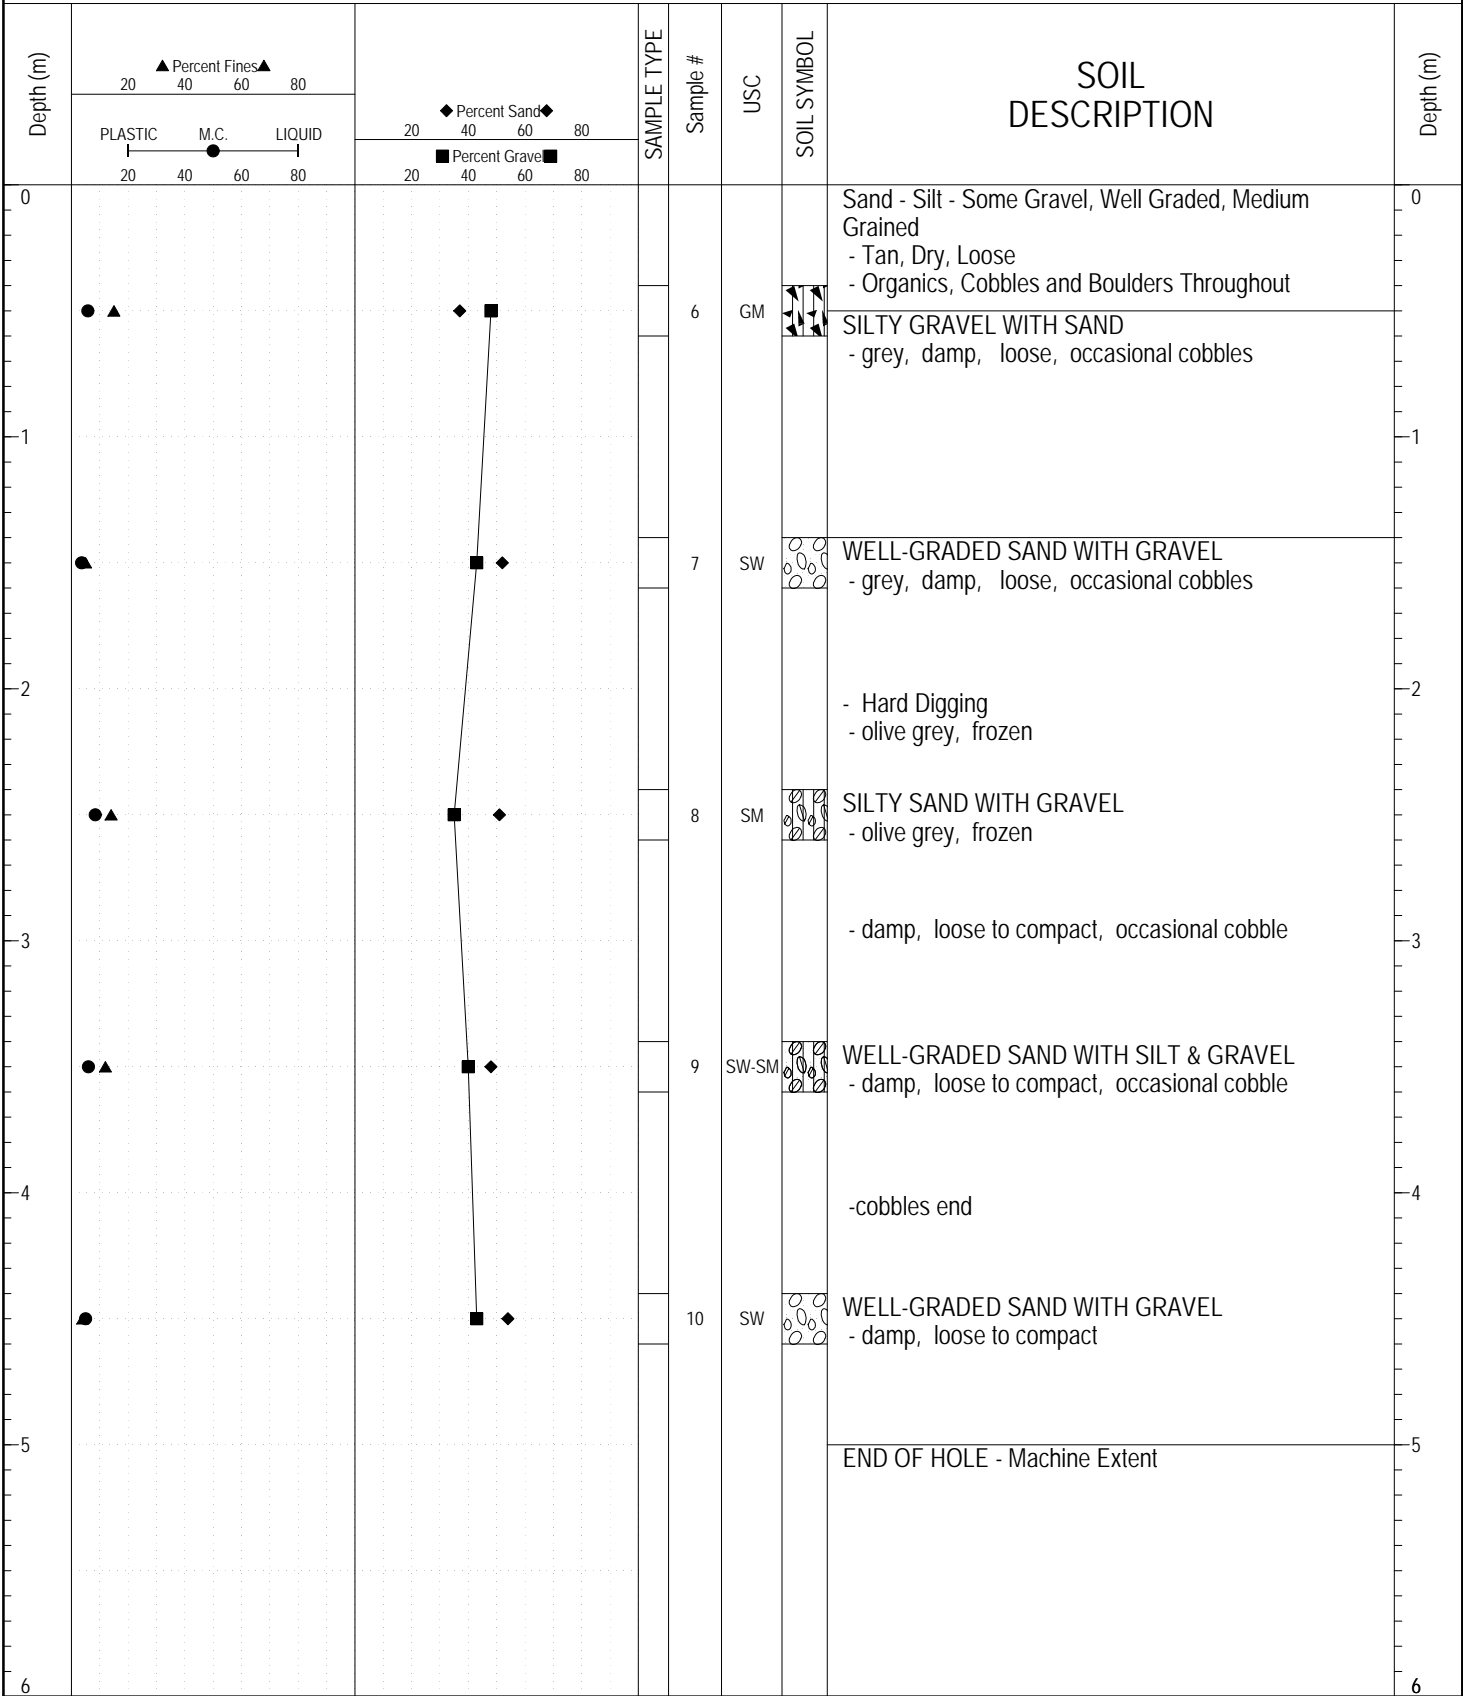 Depth (m)
▲ Percent Fines ▲
20 40 60 80
PLASTIC M.C. LIQUID
20 40 60 80
◆ Percent Sand ◆
20 40 60 80
■ Percent Gravel ■
20 40 60 80
SAMPLE TYPE
Sample #
USC
SOIL SYMBOL
SOIL
DESCRIPTION
Depth (m)
0
Sand - Silt - Some Gravel, Well Graded, Medium
Grained
- Tan, Dry, Loose
- Organics, Cobbles and Boulders Throughout
0
6 GM
SILTY GRAVEL WITH SAND
- grey, damp, loose, occasional cobbles
1
1
7 SW
WELL-GRADED SAND WITH GRAVEL
- grey, damp, loose, occasional cobbles
2
2
- Hard Digging
- olive grey, frozen
8 SM
SILTY SAND WITH GRAVEL
- olive grey, frozen
- damp, loose to compact, occasional cobble
3
3
9 SW-SM
WELL-GRADED SAND WITH SILT & GRAVEL
- damp, loose to compact, occasional cobble
4
4
-cobbles end
10 SW
WELL-GRADED SAND WITH GRAVEL
- damp, loose to compact
5
5
END OF HOLE - Machine Extent
6
6